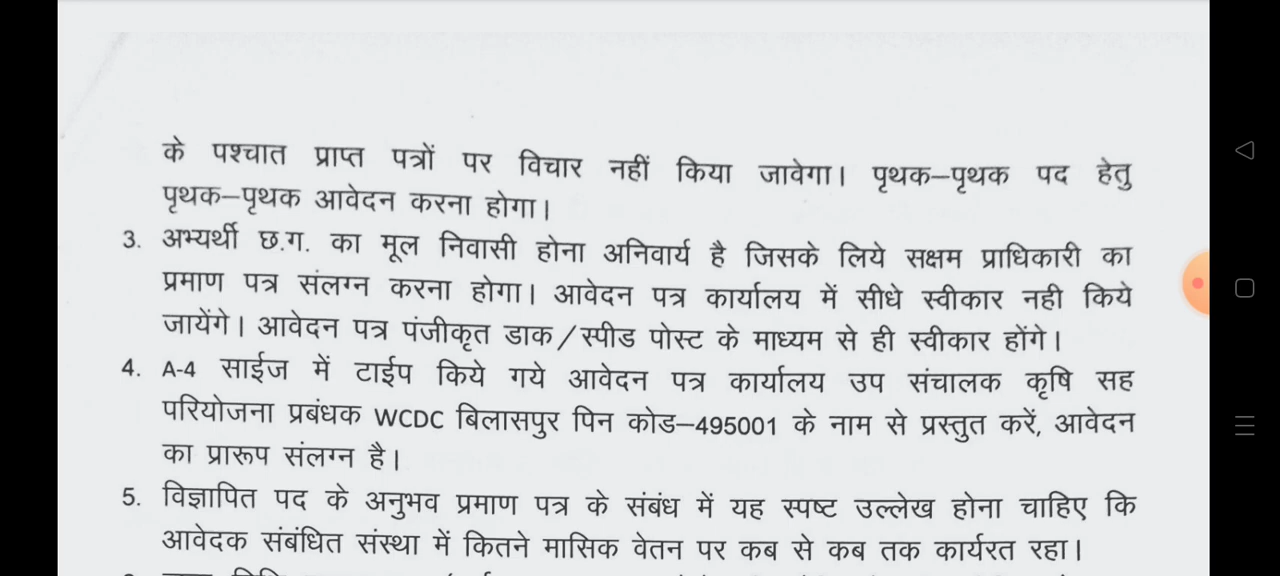 के पश्चात प्राप्त पत्रों पर विचार नहीं किया जावेगा। पृथक–पृथक पद हेतु
पृथक–पृथक आवेदन करना होगा।
3. अभ्यर्थी छ.ग. का मूल निवासी होना अनिवार्य है जिसके लिये सक्षम प्राधिकारी का
प्रमाण पत्र संलग्न करना होगा। आवेदन पत्र कार्यालय में सीधे स्वीकार नही किये
जायेंगे। आवेदन पत्र पंजीकृत डाक/स्पीड पोस्ट के माध्यम से ही स्वीकार होंगे।
4. A-4 साईज में टाईप किये गये आवेदन पत्र कार्यालय उप संचालक कृषि सह
परियोजना प्रबंधक WCDC बिलासपुर पिन कोड–495001 के नाम से प्रस्तुत करें, आवेदन
का प्रारूप संलग्न है।
5. विज्ञापित पद के अनुभव प्रमाण पत्र के संबंध में यह स्पष्ट उल्लेख होना चाहिए कि
आवेदक संबंधित संस्था में कितने मासिक वेतन पर कब से कब तक कार्यरत रहा।